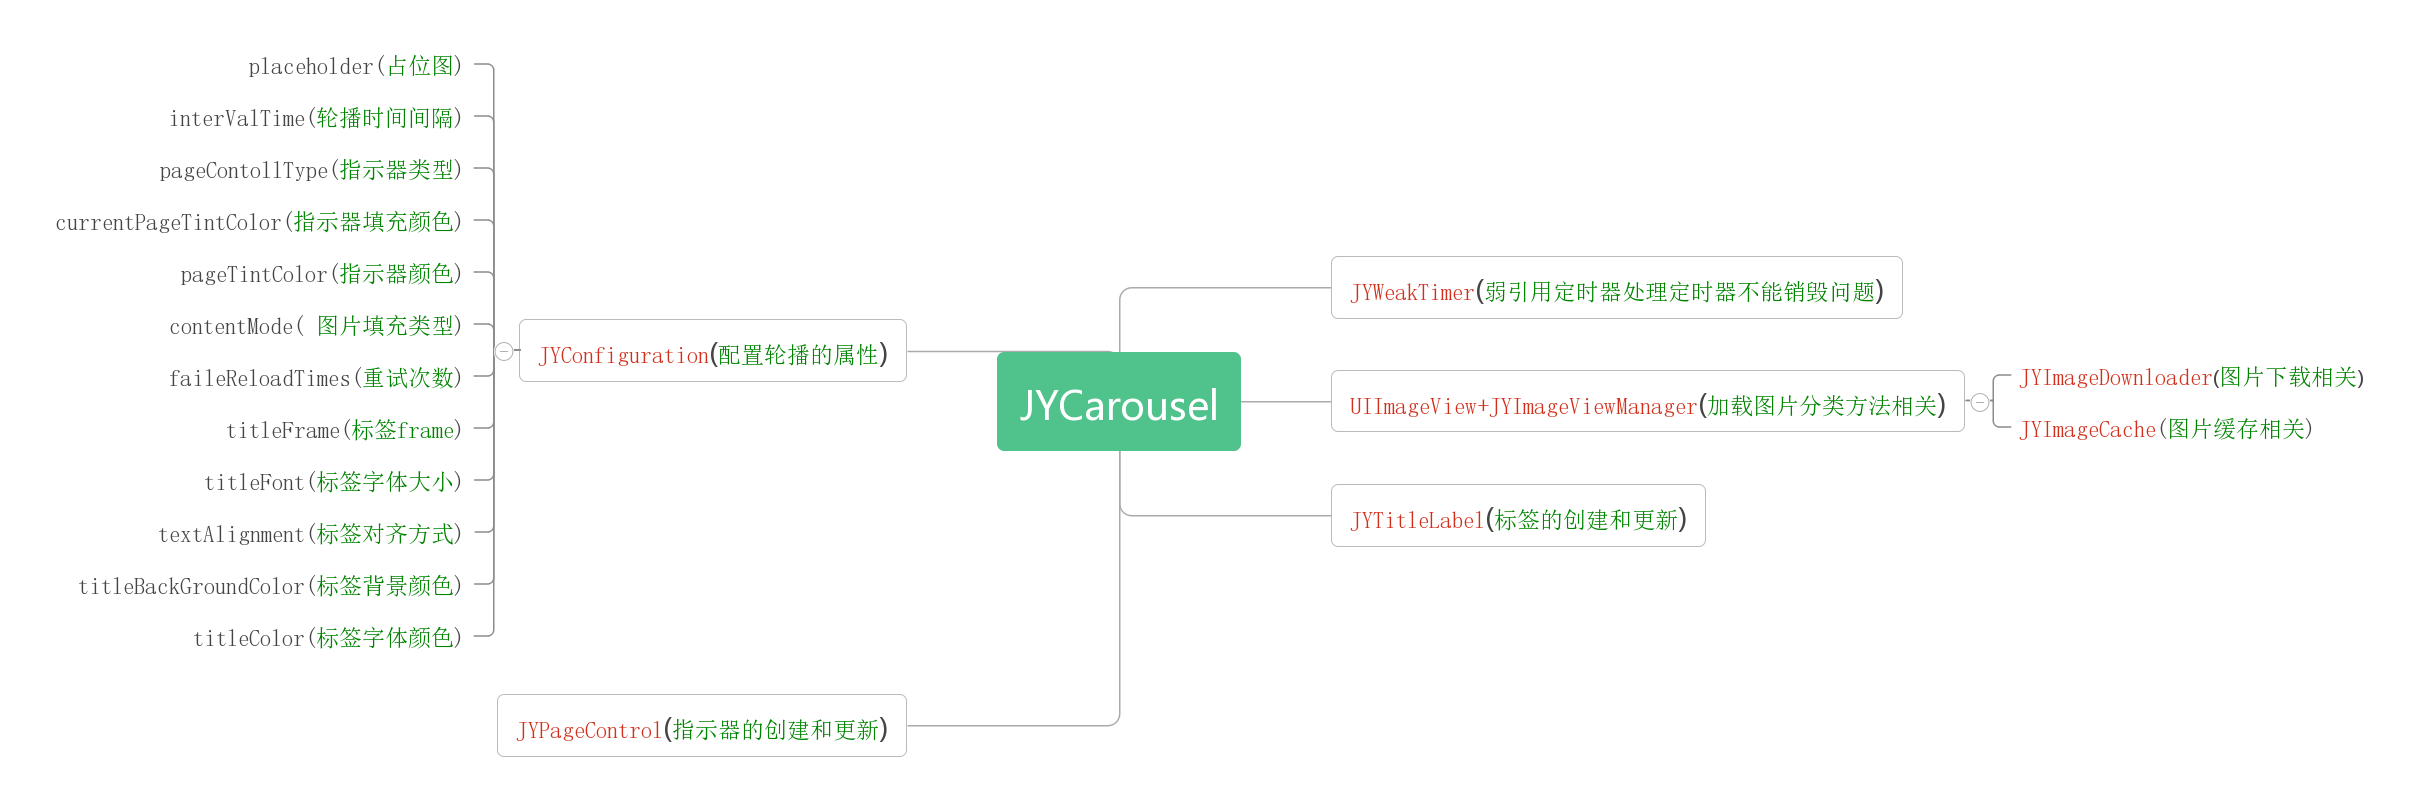 JYCarousel
JYWeakTimer(弱引用定时器处理定时器不能销毁问题)
UIImageView+JYImageViewManager(加载图片分类方法相关)
JYImageDownloader(图片下载相关)
JYImageCache(图片缓存相关)
JYTitleLabel(标签的创建和更新)
JYConfiguration(配置轮播的属性)
placeholder(占位图)
interValTime(轮播时间间隔)
pageContollType(指示器类型)
currentPageTintColor(指示器填充颜色)
pageTintColor(指示器颜色)
contentMode( 图片填充类型)
faileReloadTimes(重试次数)
titleFrame(标签frame)
titleFont(标签字体大小)
textAlignment(标签对齐方式)
titleBackGroundColor(标签背景颜色)
titleColor(标签字体颜色)
JYPageControl(指示器的创建和更新)